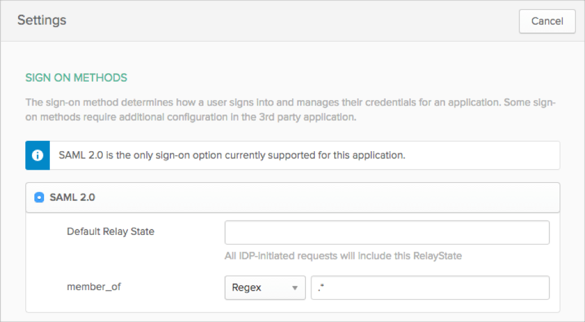 Settings
Cancel
SIGN ON METHODS
The sign-on method determines how a user signs into and manages their credentials for an application. Some sign-
on methods require additional configuration in the 3rd party application.
SAML 2.0 is the only sign-on option currently supported for this application.
SAML 2.0
Default Relay State
All IDP-initiated requests will include this RelayState
member_of
Regex
.*